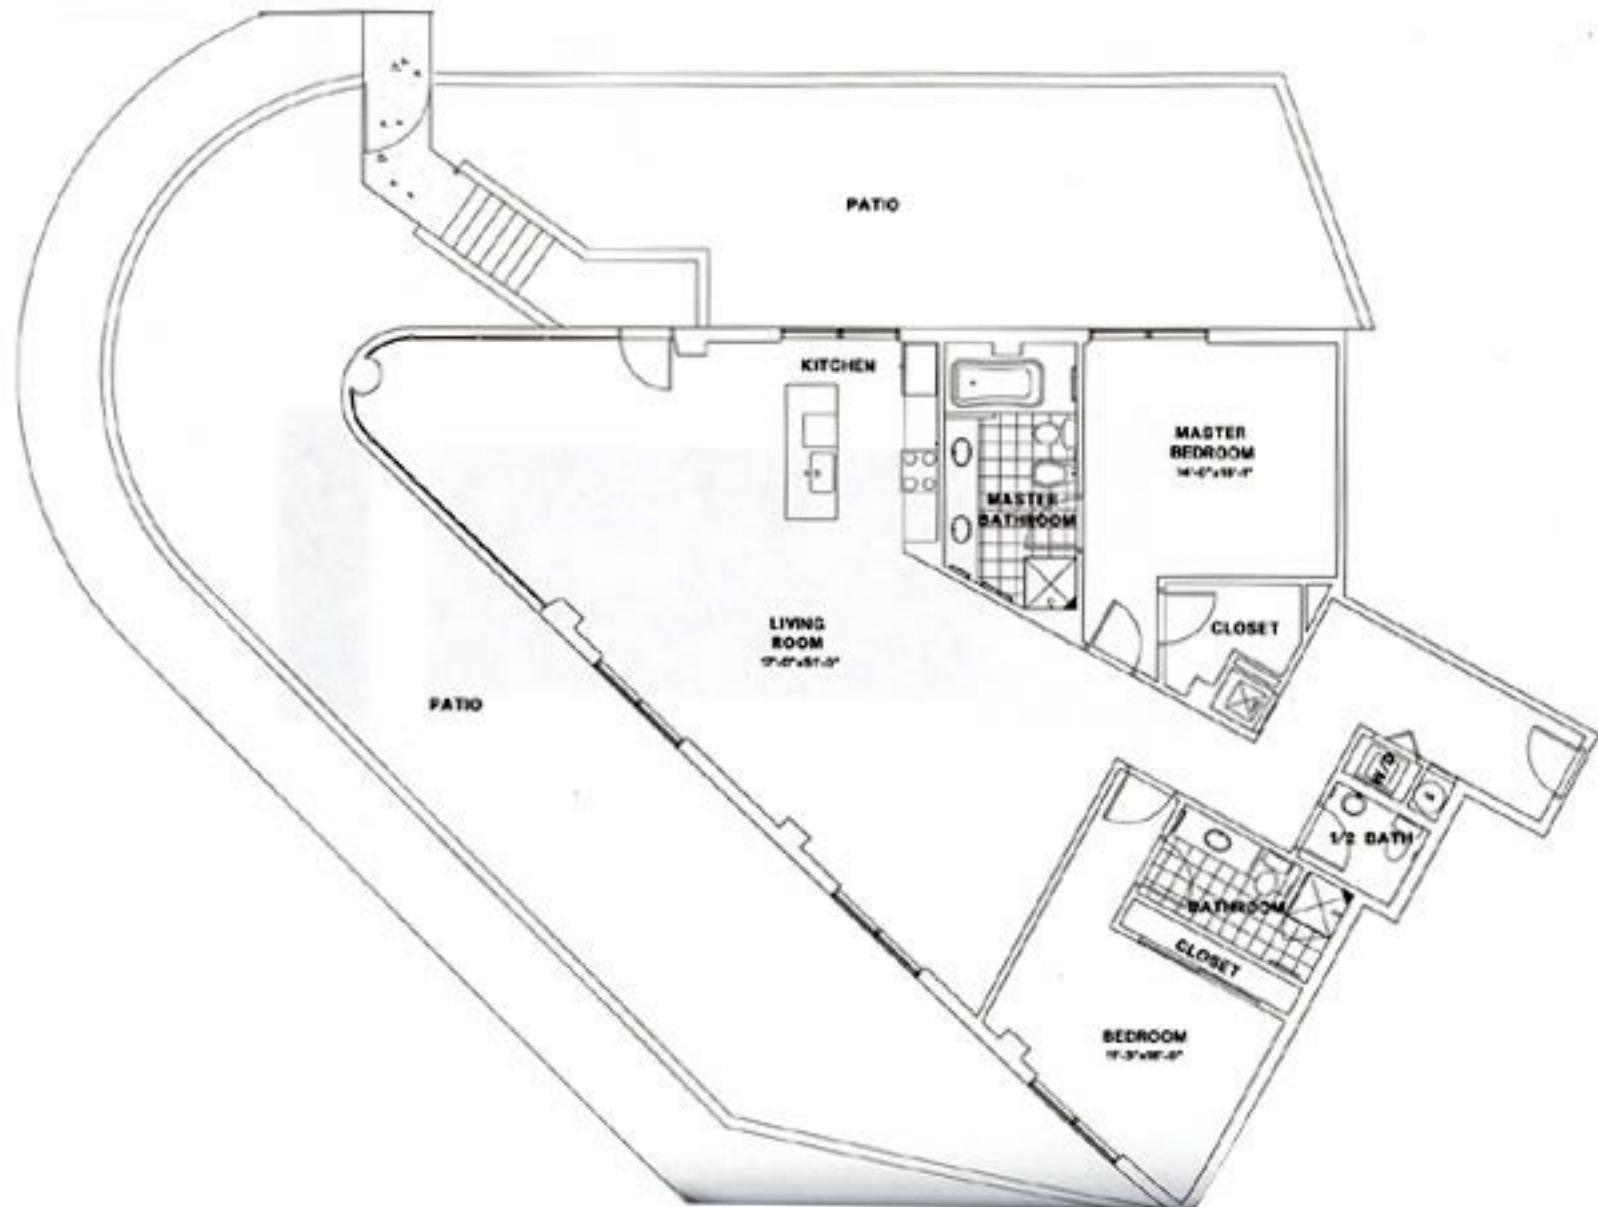 PATIO
KITCHEN
MASTER
BEDROOM
MASTER
BATHROOM
LIVING
ROOM
CLOSET
PATIO
W/D
1/2 BATH
BATHROOM
CLOSET
BEDROOM